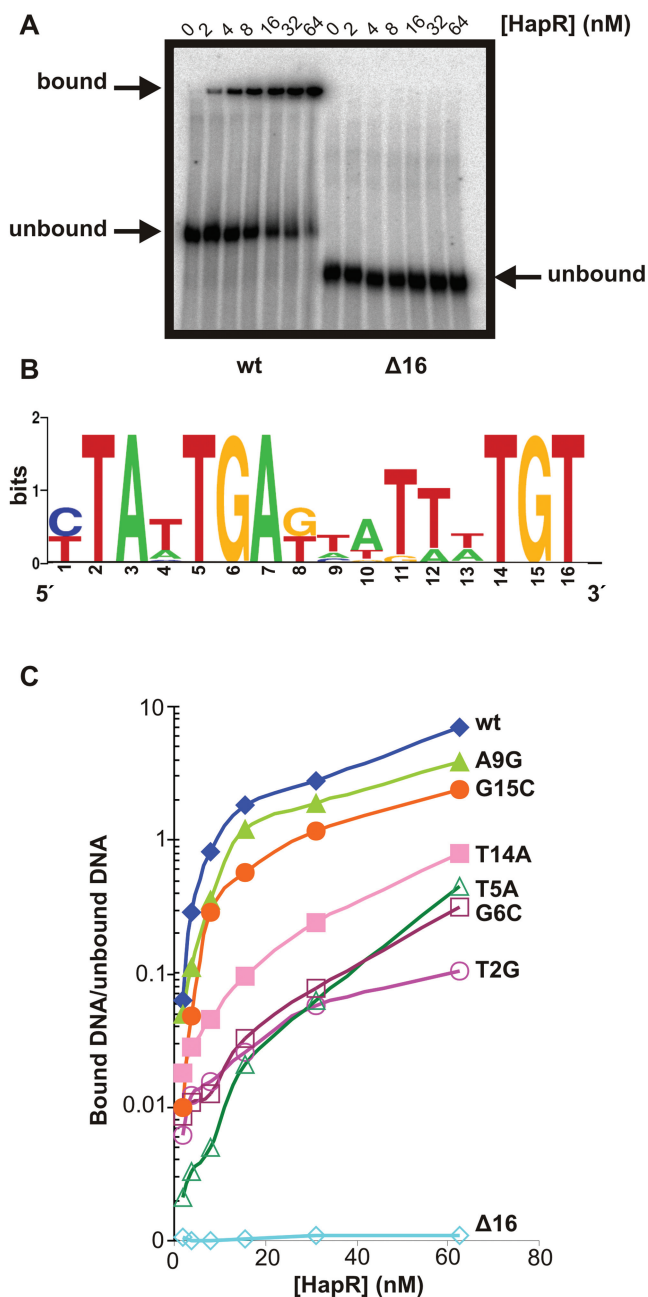 A
0 2 4 8 16 32 64 0 2 4 8 16 32 64 [HapR] (nM)
bound
unbound
unbound
wt Δ16
B
2
bits
1
0
C T T A T A C T G A G T T A C A T G T G T A T A T G T
1 2 3 4 5 6 7 8 9 10 11 12 13 14 15 16
5´ 3´
C
10
wt
A9G
G15C
1
T14A
T5A
G6C
T2G
0.1
0.01
0
Δ16
Bound DNA/unbound DNA
0 20 40 60 80
[HapR] (nM)